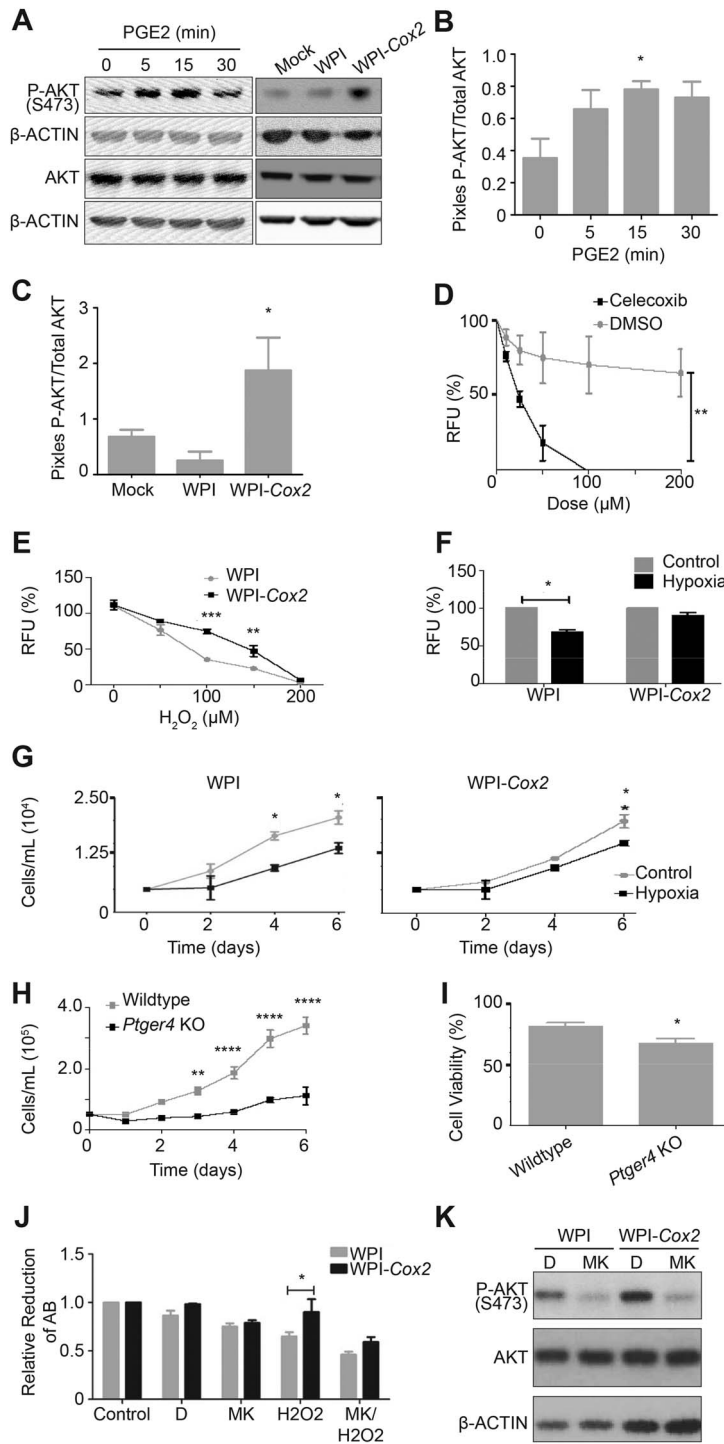 A
PGE2 (min)
0 5 15 30
Mock WPI WPI-Cox2
P-AKT
(S473)
β-ACTIN
AKT
β-ACTIN
B
Pixles P-AKT/Total AKT
1.0
0.8
0.6
0.4
0.2
0
*
0 5 15 30
PGE2 (min)
C
Pixles P-AKT/Total AKT
3
2
1
0
*
Mock WPI WPI-Cox2
D
Celecoxib
DMSO
RFU (%)
100
50
**
100 200
Dose (µM)
E
WPI
WPI-Cox2
RFU (%)
150
100
50
0
*** **
0 50 100 150 200
H₂O₂ (µM)
F
Control
Hypoxia
RFU (%)
150
100
50
0
*
WPI WPI-Cox2
G
WPI
Cells/mL (10⁴)
2.50
1.25
0
* *
0 2 4 6
Time (days)
WPI-Cox2
*
*
Control
Hypoxia
0 2 4 6
Time (days)
H
Wildtype
Ptger4 KO
Cells/mL (10⁵)
4.0
2.0
1.0
0
** **** **** ****
0 2 4 6
Time (days)
I
Cell Viability (%)
100
50
0
*
Wildtype Ptger4 KO
J
WPI
WPI-Cox2
Relative Reduction
of AB
1.5
1.0
0.5
0
*
Control D MK H2O2 MK/
H2O2
K
WPI WPI-Cox2
D MK D MK
P-AKT
(S473)
AKT
β-ACTIN